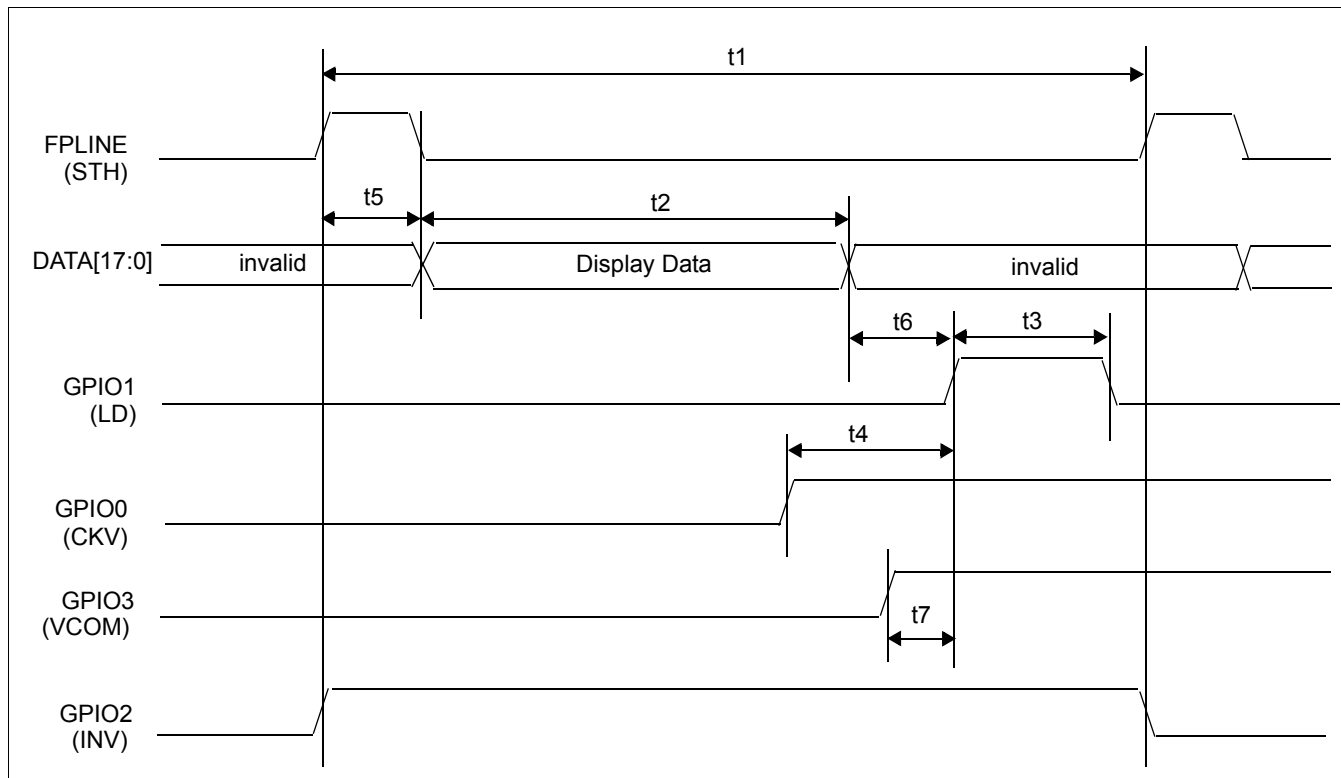 t1
FPLINE
(STH)
t5
t2
DATA[17:0]
invalid
Display Data
invalid
t6
t3
GPIO1
(LD)
t4
GPIO0
(CKV)
GPIO3
(VCOM)
t7
GPIO2
(INV)